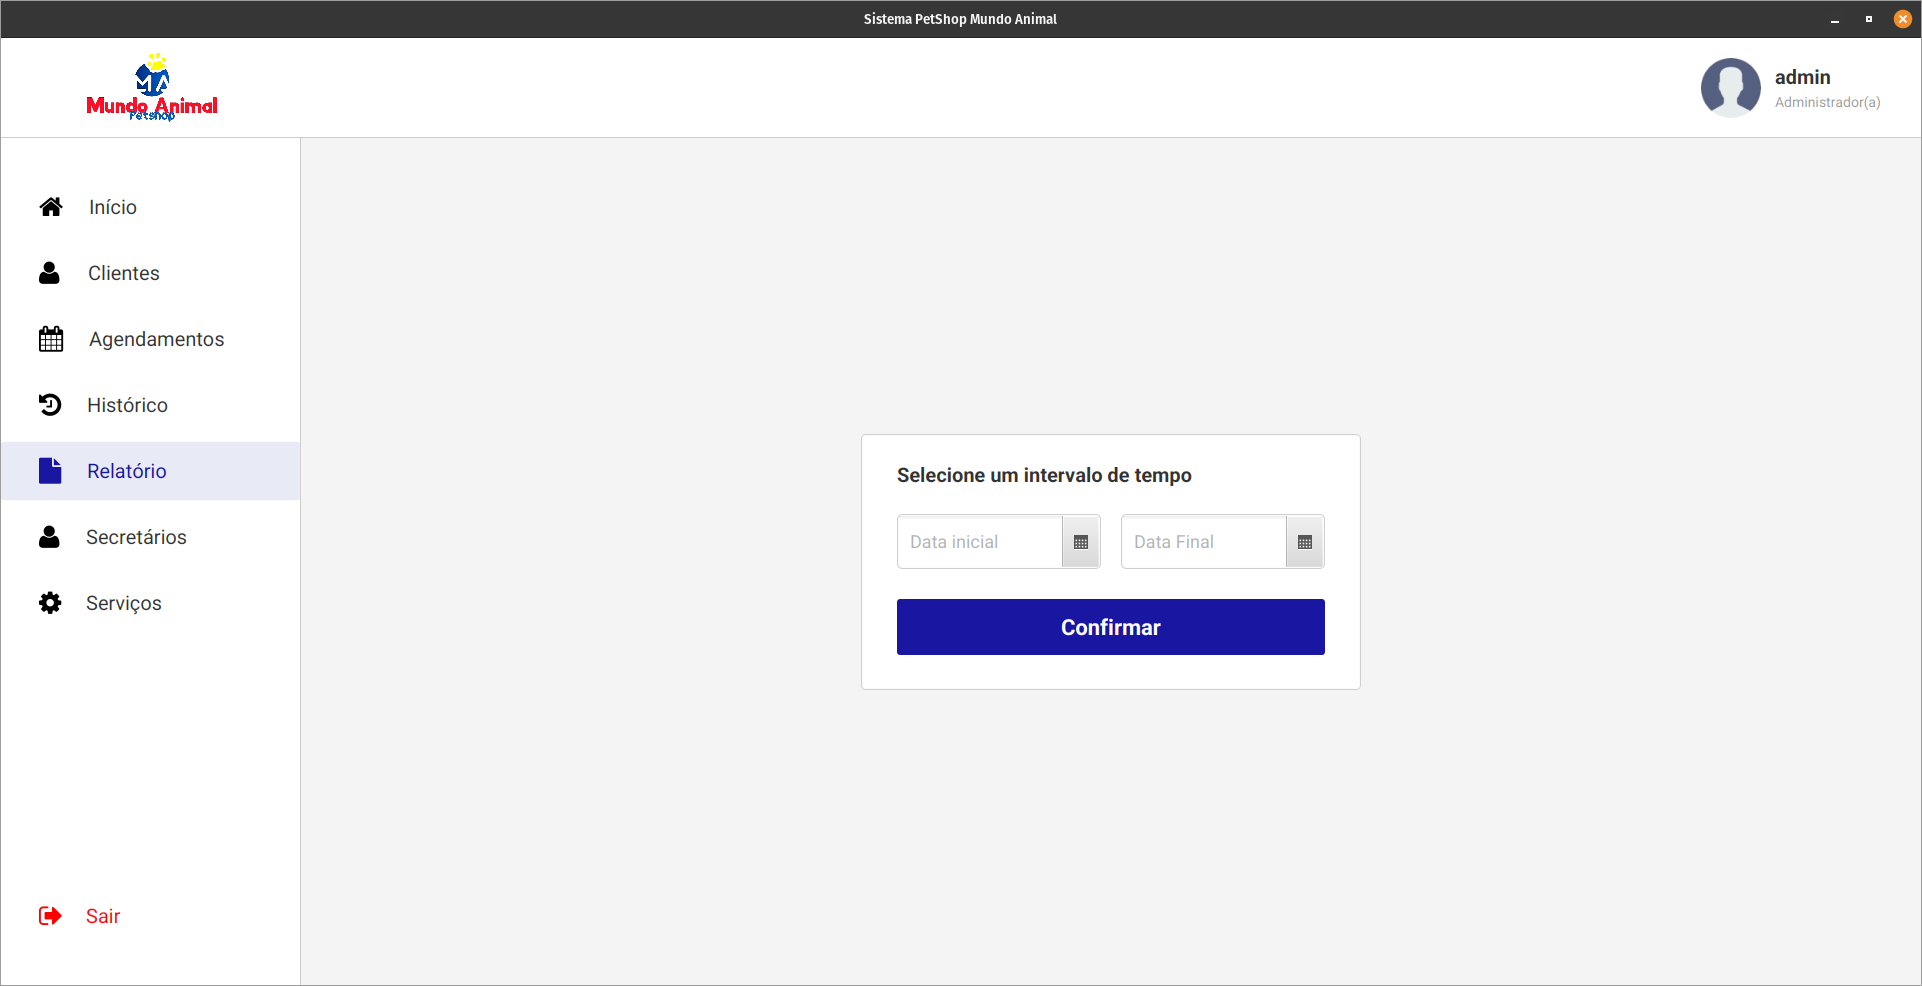 Sistema PetShop Mundo Animal
MA
Mundo Animal
Petshop
admin
Administrador(a)
Início
Clientes
Agendamentos
Histórico
Relatório
Secretários
Serviços
Sair
Selecione um intervalo de tempo
Data inicial
Data Final
Confirmar